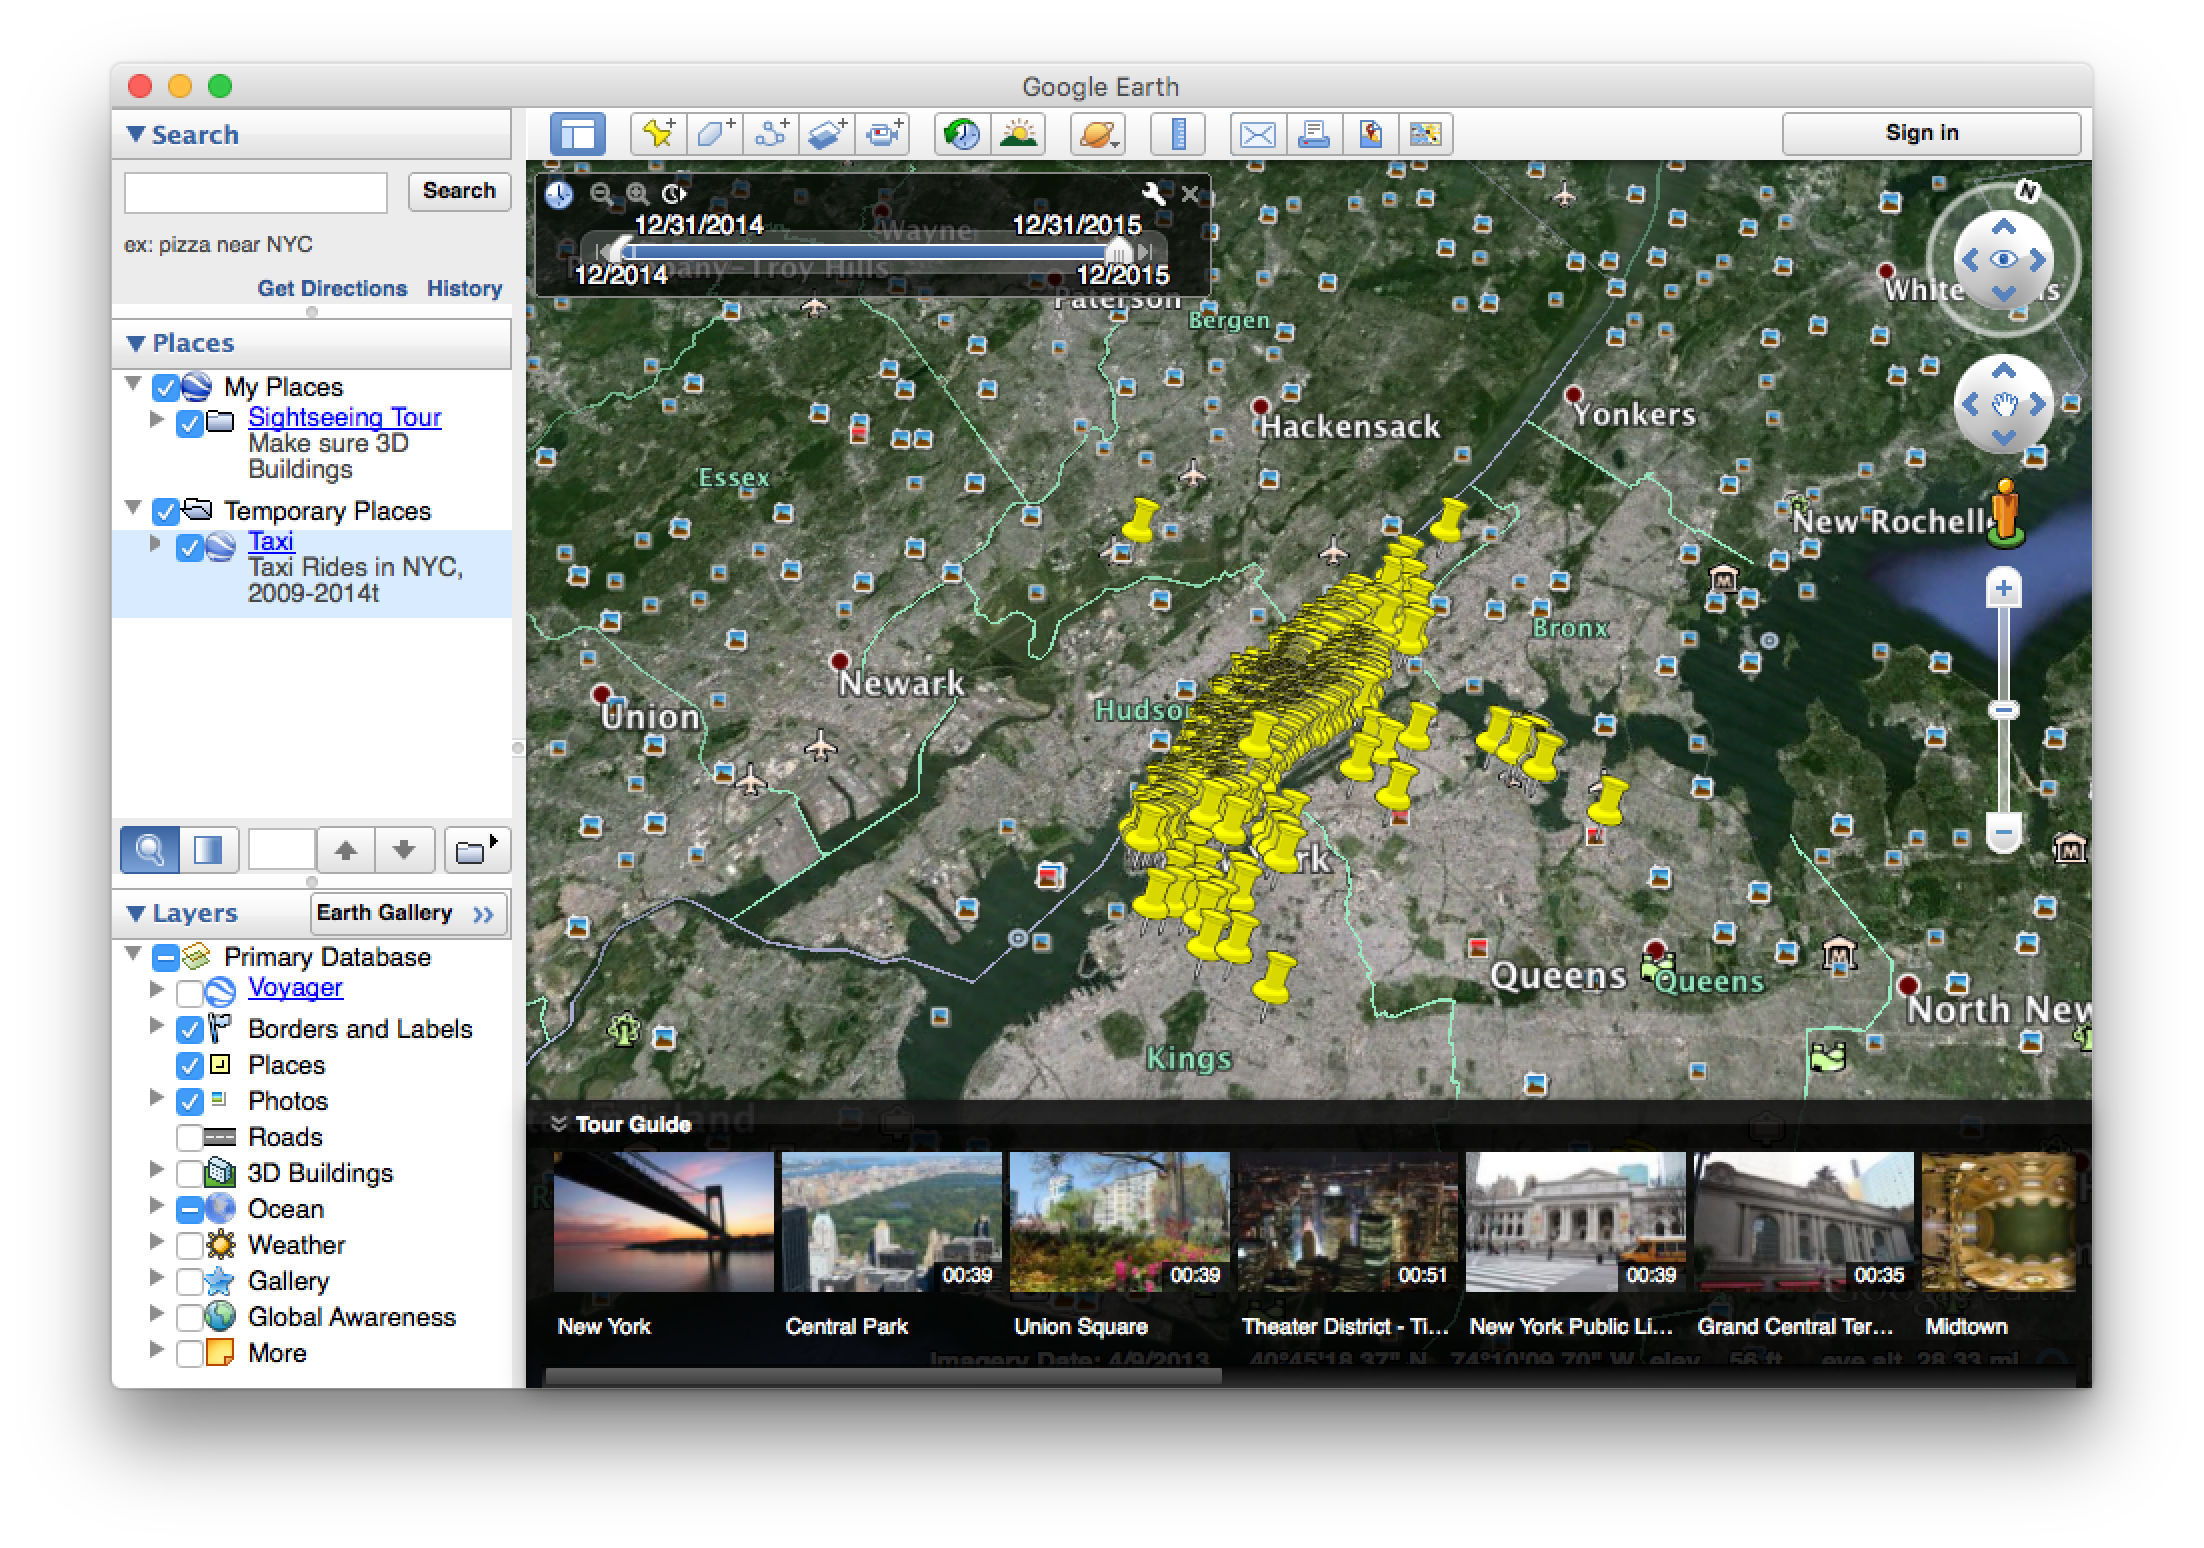 Google Earth
Search
Sign in
Search
ex: pizza near NYC
Get Directions History
Places
My Places
Sightseeing Tour
Make sure 3D
Buildings
Temporary Places
Taxi
Taxi Rides in NYC,
2009-2014t
Layers
Earth Gallery >>
Primary Database
Voyager
Borders and Labels
Places
Photos
Roads
3D Buildings
Ocean
Weather
Gallery
Global Awareness
More
12/31/2014 12/31/2015
12/2014 12/2015
Wayne
pany-Troy Hills
Paterson
Bergen
N
White
s
Hackensack
Yonkers
Essex
New Rochell
Bronx
Newark
Union
Hudso
rk
Queens
Queens
North New
Kings
Tour Guide
00:39
00:39
00:51
00:39
00:35
New York
Central Park
Union Square
Theater District - Ti...
New York Public Li...
Grand Central Ter...
Midtown
Imagery Date: 4/9/2013 40°45'18.37" N 74°10'09.70" W elev 56 ft eye alt 28.33 mi